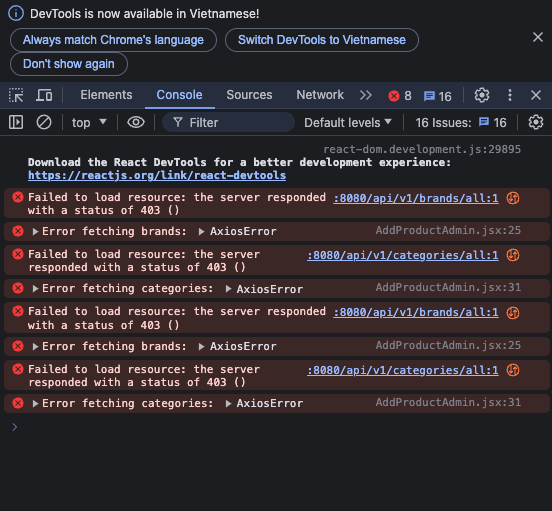 DevTools is now available in Vietnamese!
Always match Chrome's language
Switch DevTools to Vietnamese
Don't show again
Elements Console Sources Network 8 16
top Filter Default levels 16 Issues: 16
react-dom.development.js:29895
Download the React DevTools for a better development experience:
https://reactjs.org/link/react-devtools
Failed to load resource: the server responded :8080/api/v1/brands/all:1
with a status of 403 ()
Error fetching brands: AxiosError AddProductAdmin.jsx:25
Failed to load resource: the server :8080/api/v1/categories/all:1
responded with a status of 403 ()
Error fetching categories: AxiosError AddProductAdmin.jsx:31
Failed to load resource: the server responded :8080/api/v1/brands/all:1
with a status of 403 ()
Error fetching brands: AxiosError AddProductAdmin.jsx:25
Failed to load resource: the server :8080/api/v1/categories/all:1
responded with a status of 403 ()
Error fetching categories: AxiosError AddProductAdmin.jsx:31